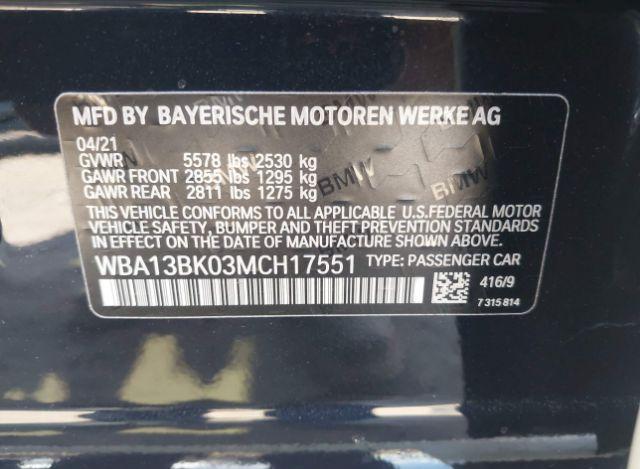 MFD BY BAYERISCHE MOTOREN WERKE AG
04/21
GVWR 5578 lbs 2530 kg
GAWR FRONT 2855 lbs 1295 kg
GAWR REAR 2811 lbs 1275 kg
THIS VEHICLE CONFORMS TO ALL APPLICABLE U.S.FEDERAL MOTOR
VEHICLE SAFETY, BUMPER AND THEFT PREVENTION STANDARDS
IN EFFECT ON THE DATE OF MANUFACTURE SHOWN ABOVE
WBA13BK03MCH17551 TYPE: PASSENGER CAR
416/9
7 315 814
BMW
BMW
BMW